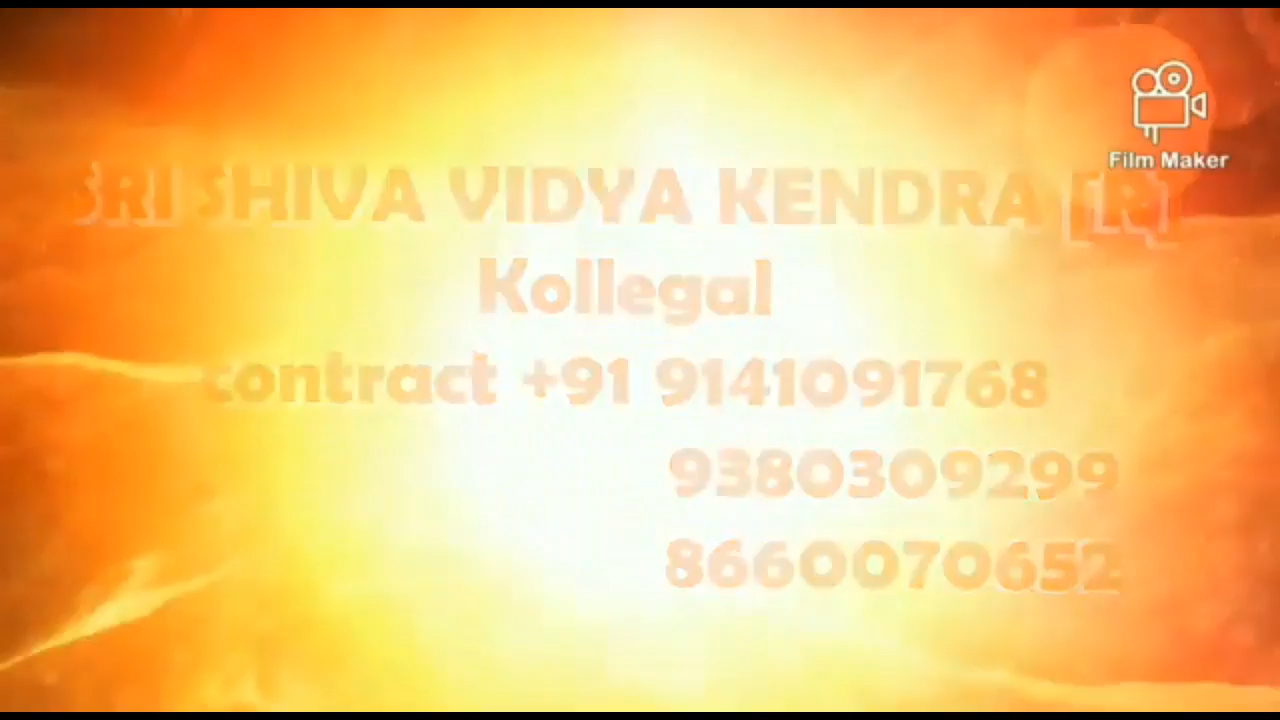 Film Maker
SRI SHIVA VIDYA KENDRA [R]
Kollegal
contract +91 9141091768
9380309299
8660070652